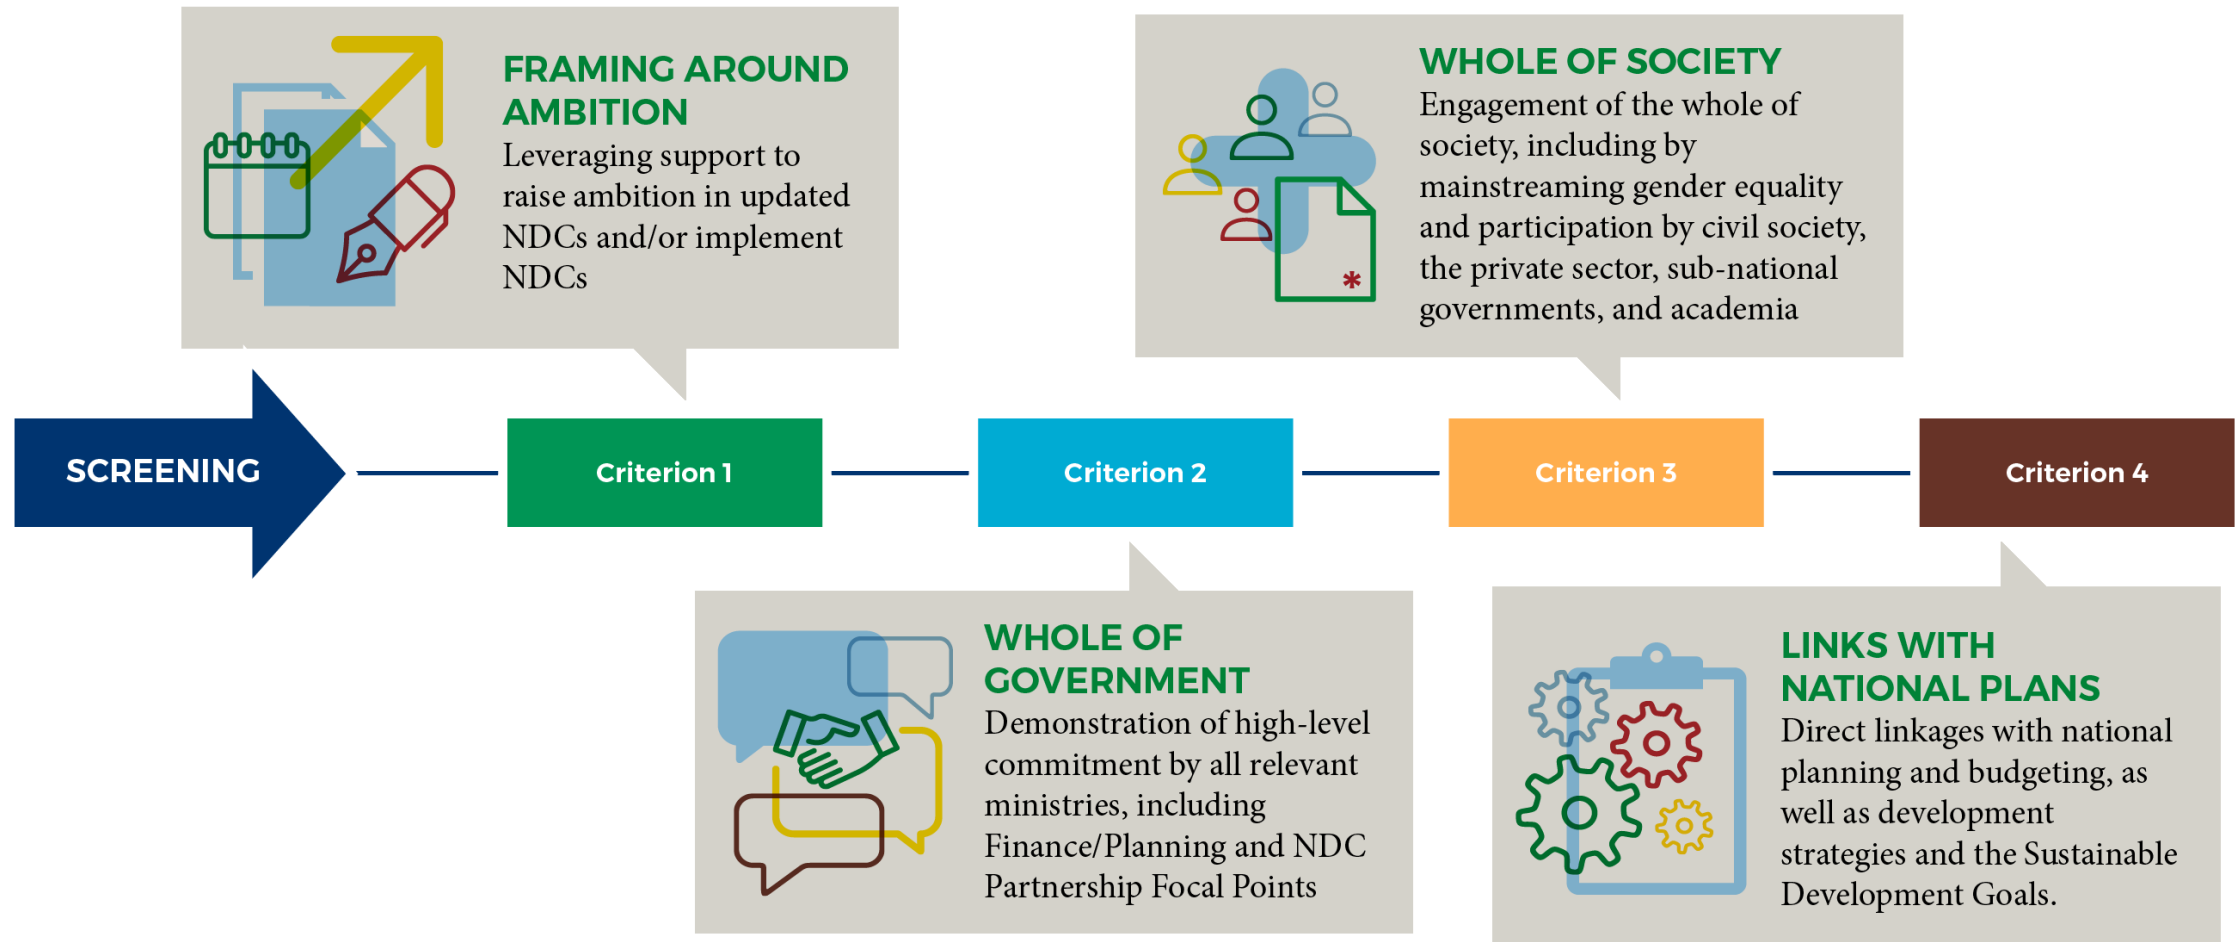 FRAMING AROUND
AMBITION
Leveraging support to
raise ambition in updated
NDCs and/or implement
NDCs
WHOLE OF SOCIETY
Engagement of the whole of
society, including by
mainstreaming gender equality
and participation by civil society,
the private sector, sub-national
governments, and academia
SCREENING
Criterion 1
Criterion 2
Criterion 3
Criterion 4
WHOLE OF
GOVERNMENT
Demonstration of high-level
commitment by all relevant
ministries, including
Finance/Planning and NDC
Partnership Focal Points
LINKS WITH
NATIONAL PLANS
Direct linkages with national
planning and budgeting, as
well as development
strategies and the Sustainable
Development Goals.